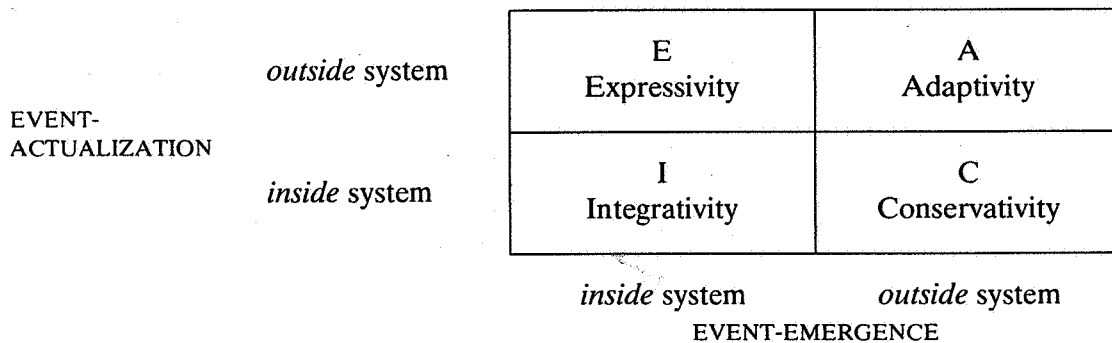 E A
outside system Expressivity Adaptivity
EVENT-
ACTUALIZATION
I C
inside system Integrativity Conservativity
inside system outside system
EVENT-EMERGENCE